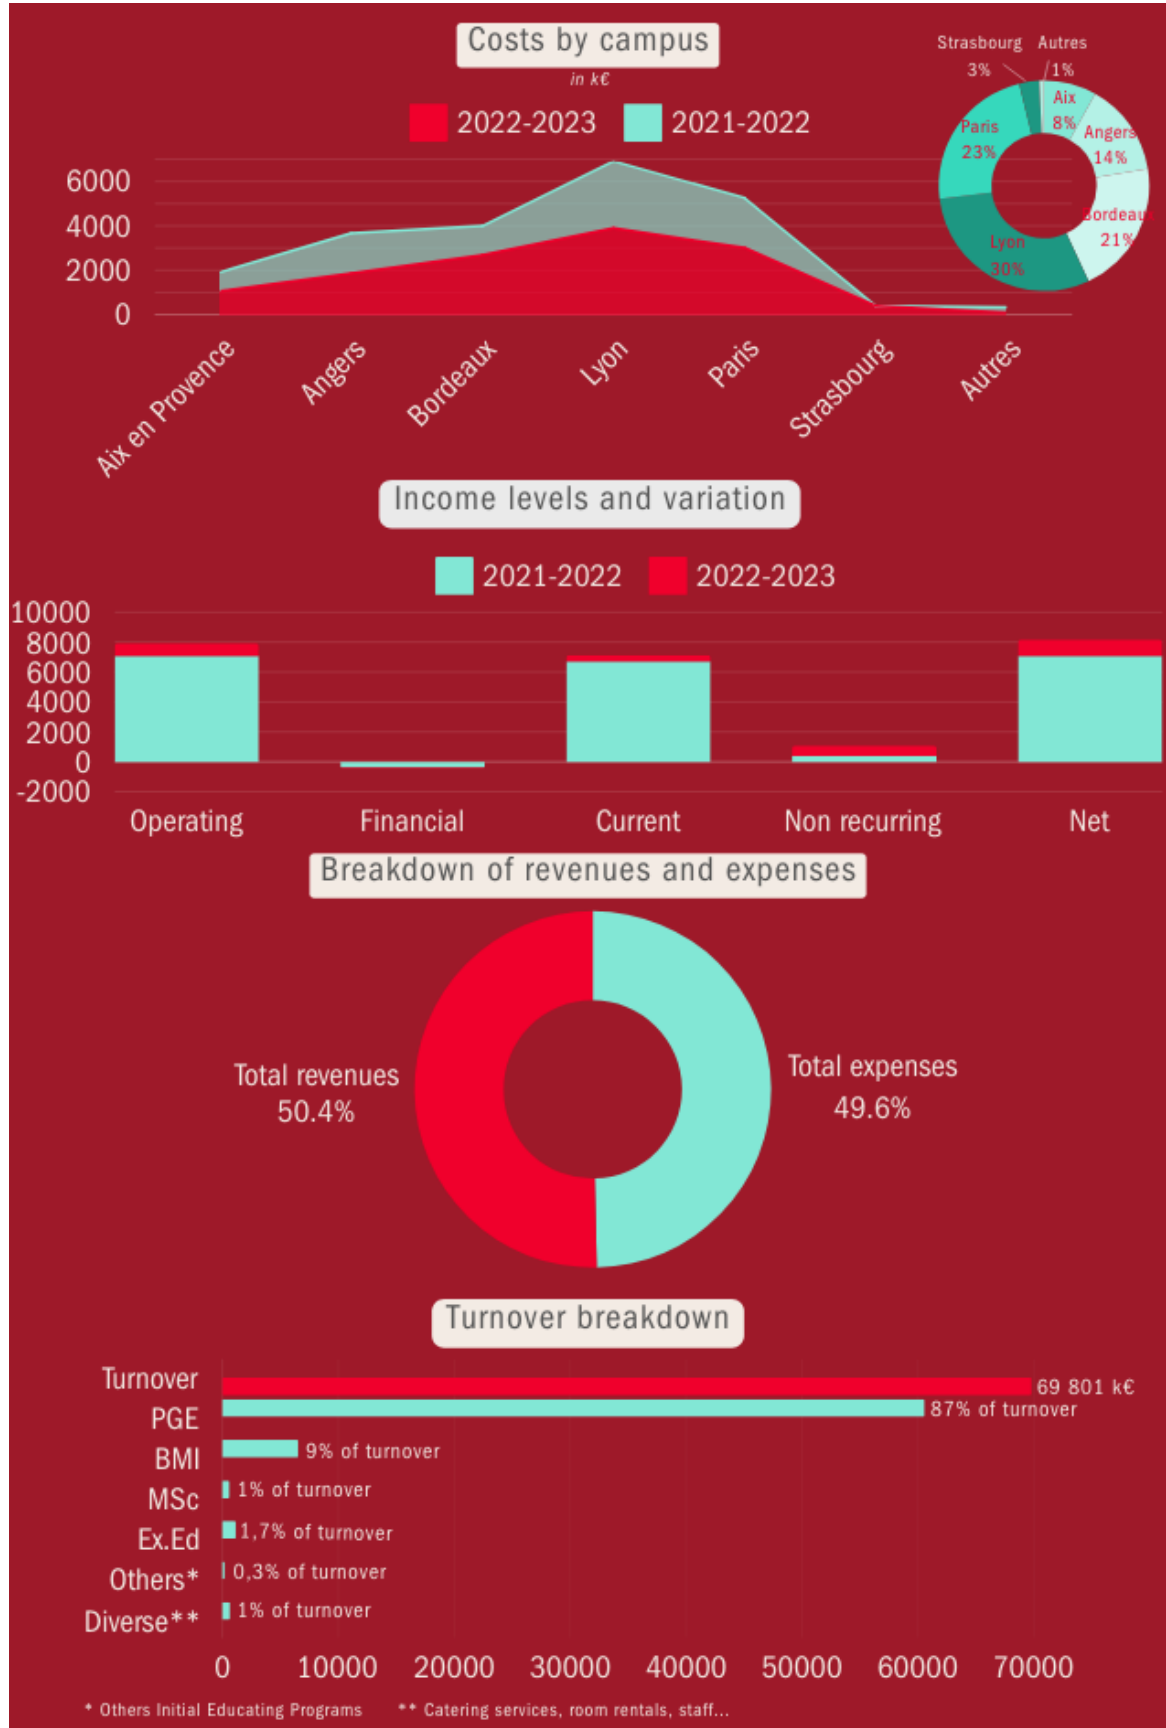 Costs by campus
in k€
2022-2023 2021-2022
Strasbourg
3%
Autres
1%
Aix
8%
Angers
14%
Bordeaux
21%
Lyon
30%
Paris
23%
6000
4000
2000
0
Aix en Provence
Angers
Bordeaux
Lyon
Paris
Strasbourg
Autres
Income levels and variation
2021-2022 2022-2023
10000
8000
6000
4000
2000
0
-2000
Operating Financial Current Non recurring Net
Breakdown of revenues and expenses
Total revenues
50.4%
Total expenses
49.6%
Turnover breakdown
Turnover 69 801 k€
PGE 87% of turnover
BMI 9% of turnover
MSc 1% of turnover
Ex.Ed 1,7% of turnover
Others* 0,3% of turnover
Diverse** 1% of turnover
0 10000 20000 30000 40000 50000 60000 70000
* Others Initial Educating Programs ** Catering services, room rentals, staff...